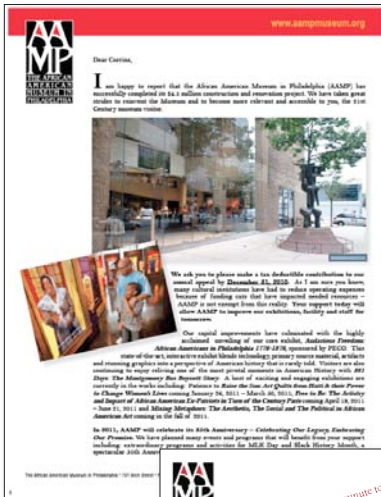 www.aampmuseum.org
AA
MP
THE AFRICAN
AMERICAN
MUSEUM IN
PHILADELPHIA
Dear Corrina,
I am happy to report that the African American Museum in Philadelphia (AAMP) has
successfully completed its million construction and renovation project. We have taken great
strides to reinvent the Museum and to become more relevant and accessible to you, the 21st
Century museum visitor.
We ask you to please make a tax deductible contribution to our
annual appeal by December 31, 2010. As I am sure you know,
many cultural institutions have had to reduce operating expenses
because of funding cuts that have impacted needed resources –
AAMP is not exempt from this reality. Your support today will
allow AAMP to improve our exhibitions, facility and staff for
tomorrow.
Our capital improvements have culminated with the highly
acclaimed unveiling of our core exhibit, Audacious Freedom:
African Americans in Philadelphia 1776-1876, sponsored by PECO. This
state-of-the-art, interactive exhibit blends technology, primary source material, artifacts
and stunning graphics into a perspective of American history that is rarely told. Visitors are also
continuing to enjoy reliving one of the most pivotal moments in American History with 381
Days: The Montgomery Bus Boycott Story. A host of exciting and engaging exhibitions are
currently in the works including: Patience to Raise the Sun: Art Quilts from Haiti & their Power
to Change Women's Lives coming January 2011 – March 2011, Free to Be: The Artistry
and Impact of African American Ex-Patriots in Turn of the Century Paris coming April 2011
– June 2011 and Mining Metaphors: The Aesthetic, The Social and The Political in African
American Art coming in the fall of 2011.
In 2011, AAMP will celebrate its 35th Anniversary – Celebrating Our Legacy, Embracing
Our Promise. We have planned many events and programs that will benefit from your support
including: extraordinary programs and activities for MLK Day and Black History Month, a
spectacular 35th
The African American Museum in Philadelphia • 701 Arch Street •
AA
minute to